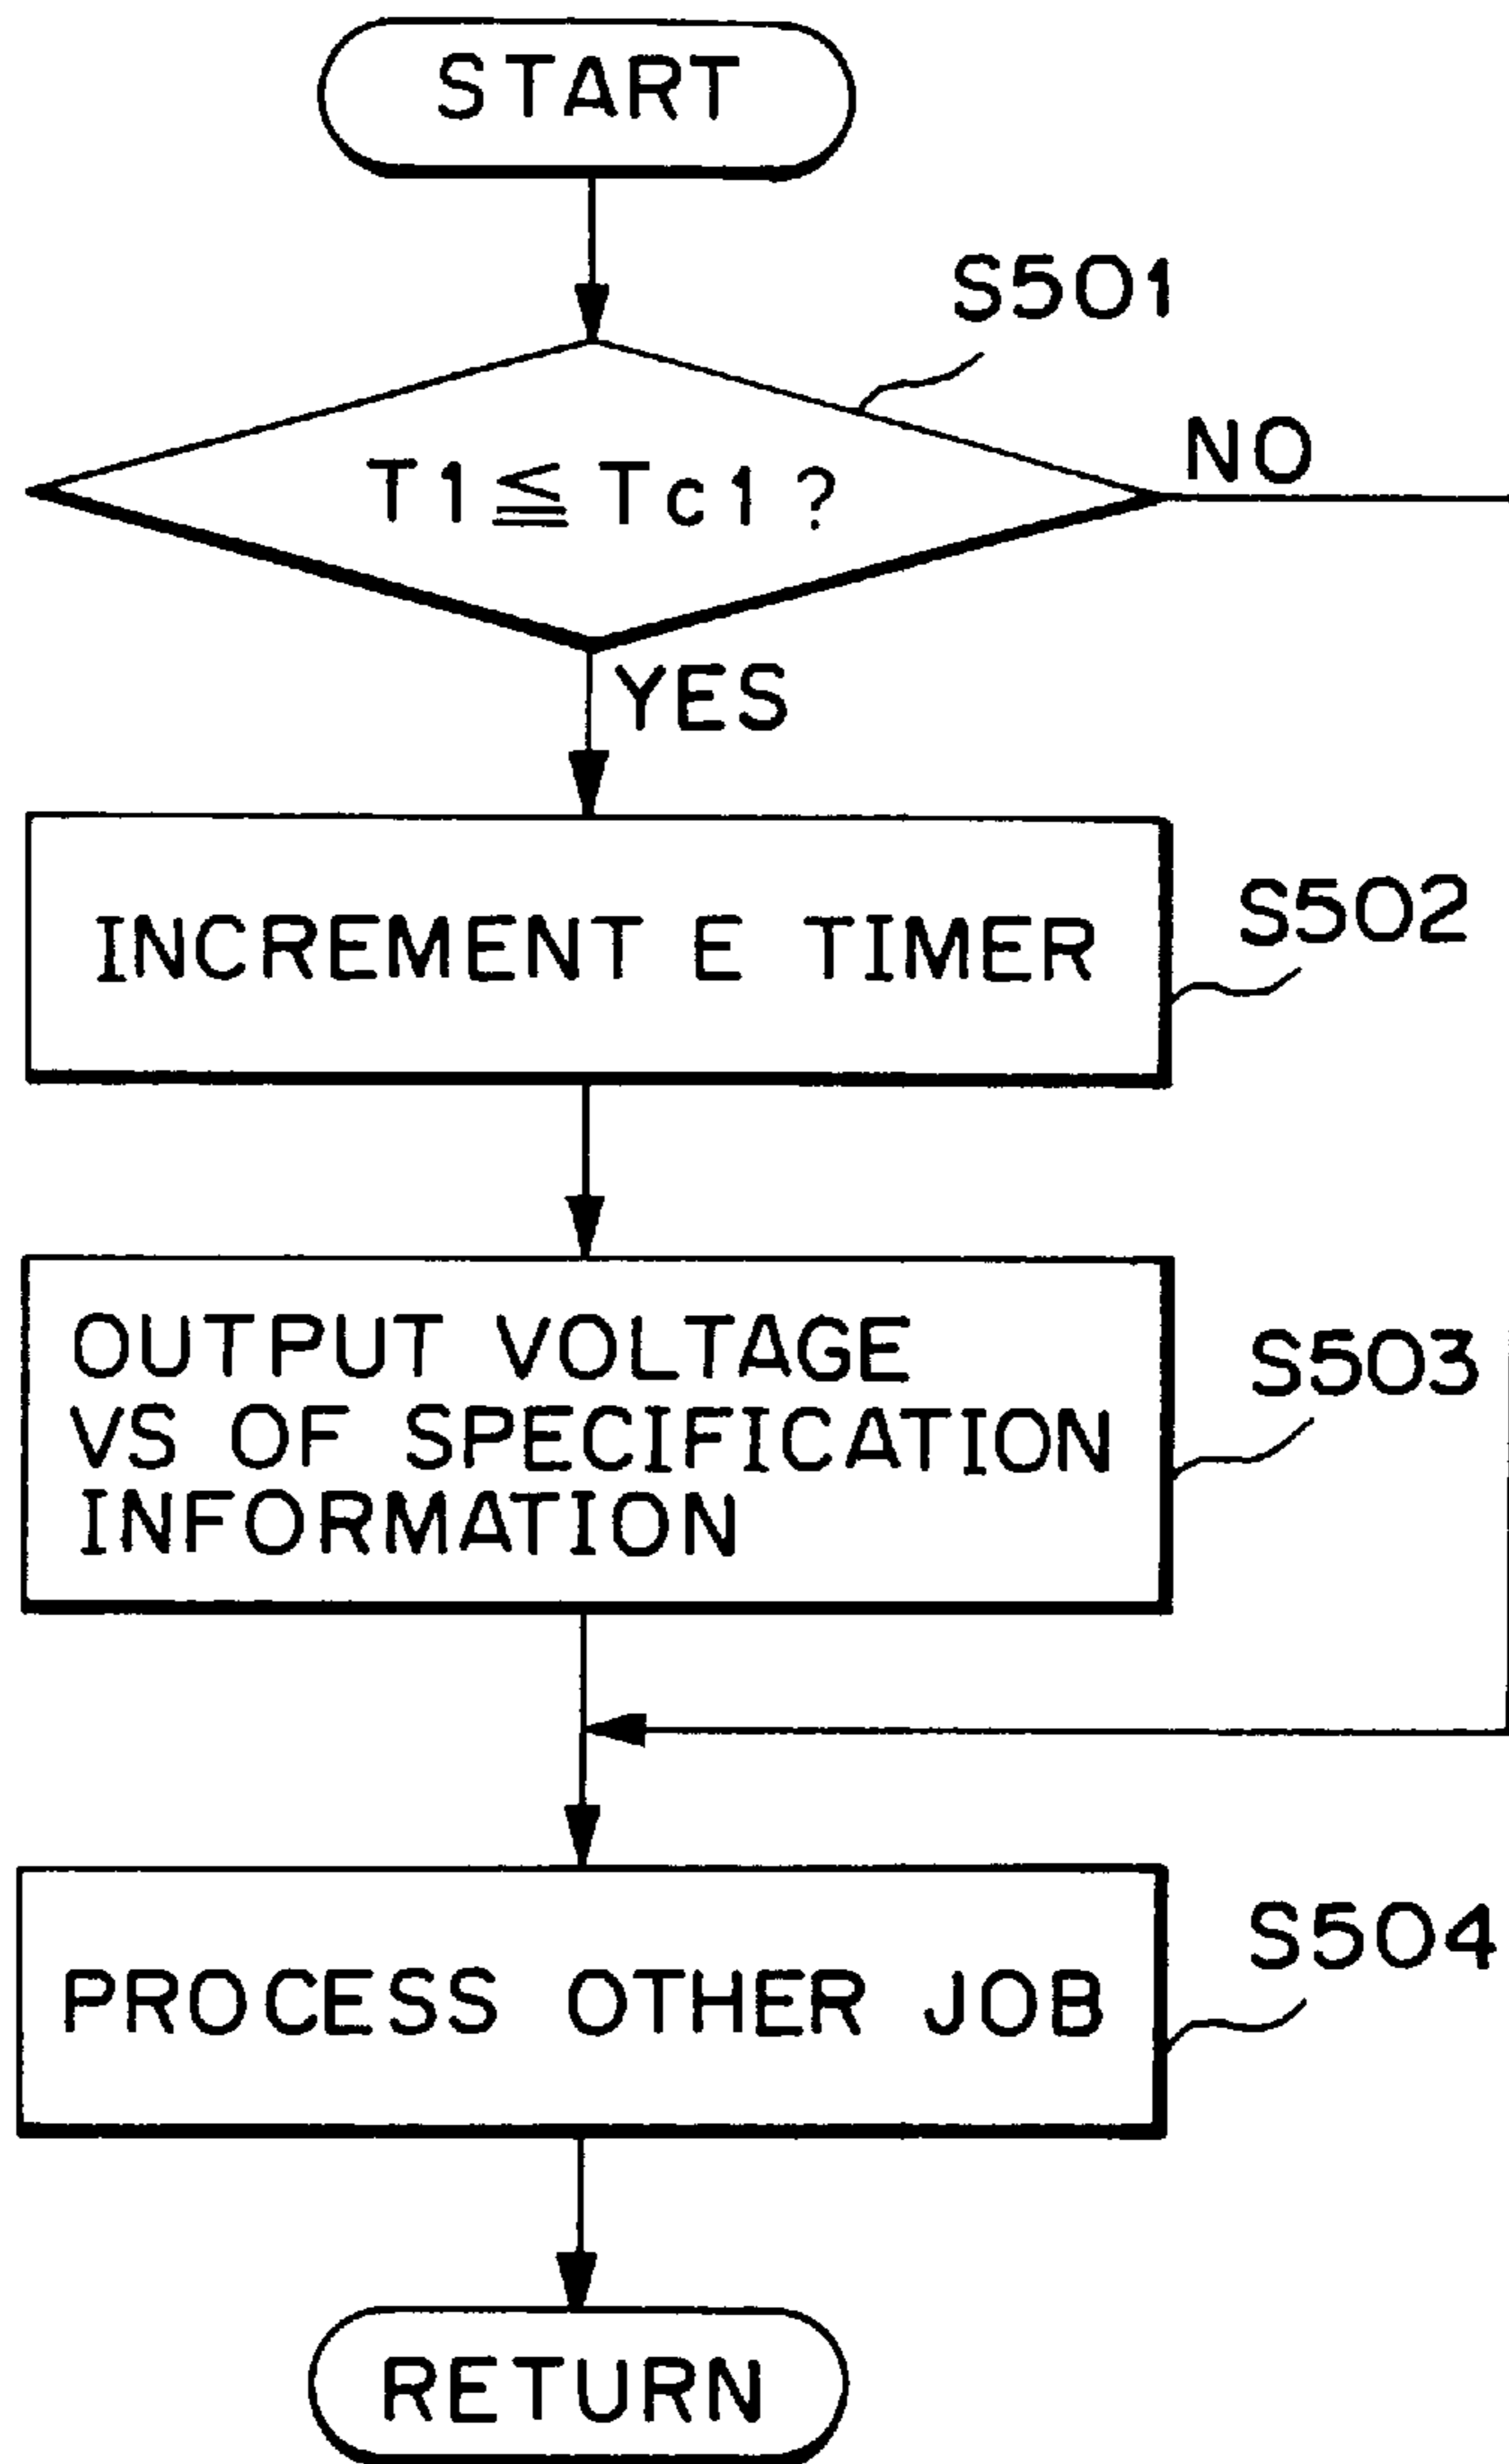 START
S501
T1≦Tc1?
NO
YES
INCREMENT E TIMER
S502
OUTPUT VOLTAGE
VS OF SPECIFICATION
INFORMATION
S503
PROCESS OTHER JOB
S504
RETURN